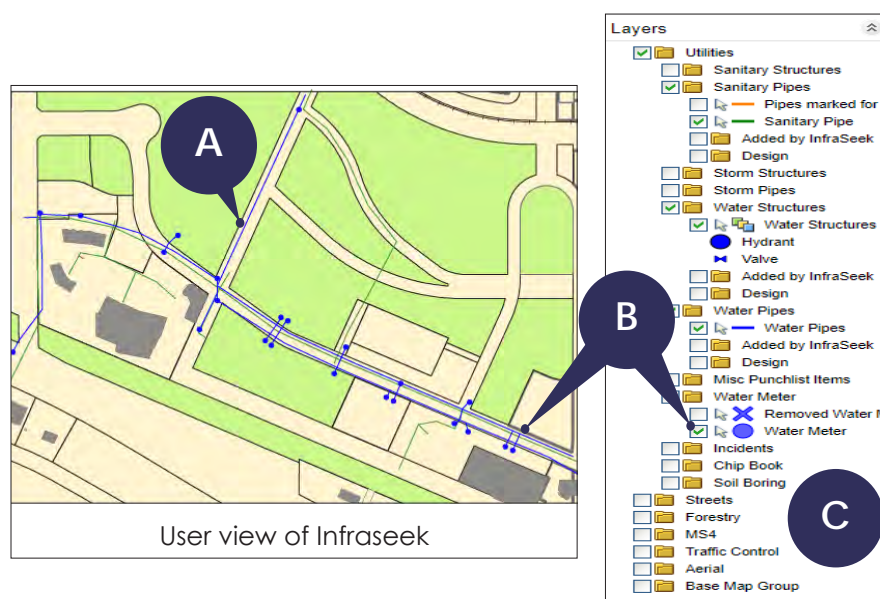 Layers
Utilities
Sanitary Structures
Sanitary Pipes
Pipes marked for
Sanitary Pipe
Added by InfraSeek
Design
Storm Structures
Storm Pipes
Water Structures
Water Structures
Hydrant
Valve
Added by InfraSeek
Design
Water Pipes
Water Pipes
Added by InfraSeek
Design
Misc Punchlist Items
Water Meter
Removed Water M
Water Meter
Incidents
Chip Book
Soil Boring
Streets
Forestry
MS4
Traffic Control
Aerial
Base Map Group
A
B
C
User view of Infraseek